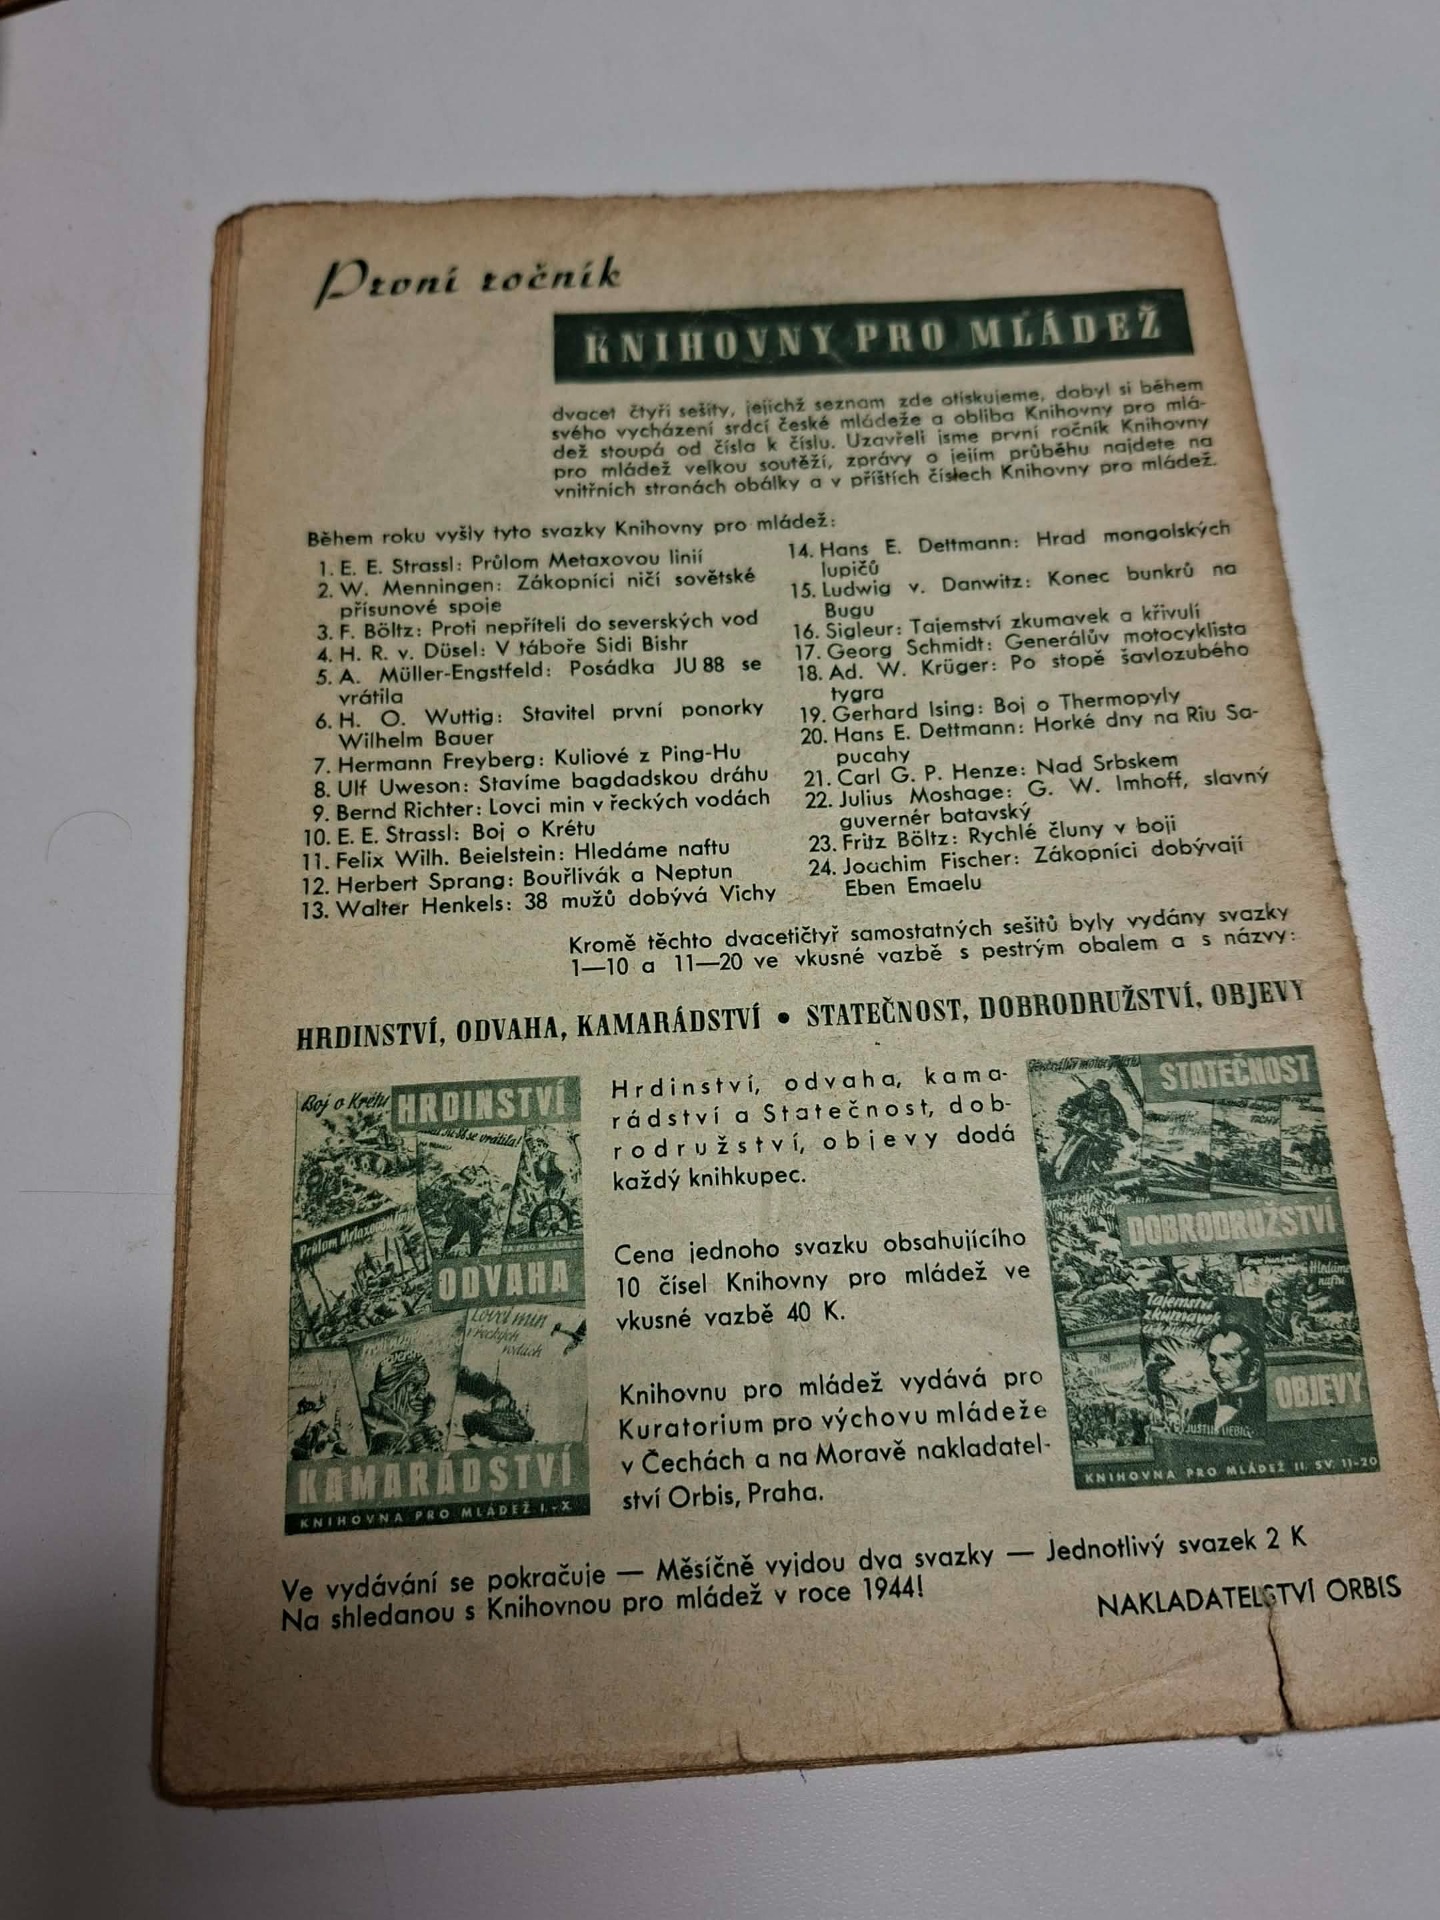 První ročník
KNIHOVNY PRO MLÁDEŽ
dvacet čtyři sešity, jejichž seznam zde otiskujeme, dobyl si během
svého vycházení srdcí české mládeže a obliba Knihovny pro mlá-
dež stoupá od čísla k číslu. Uzavřeli jsme první ročník Knihovny
pro mládež velkou soutěží, zprávy o jejím průběhu najdete na
vnitřních stranách obálky a v příštích číslech Knihovny pro mládež.
Během roku vyšly tyto svazky Knihovny pro mládež:
1. E. E. Strassl: Průlom Metaxovou linií
2. W. Menningen: Zákopníci ničí sovětské
přísunové spoje
3. F. Böltz: Proti nepříteli do severských vod
4. H. R. v. Düsel: V táboře Sidi Bishr
5. A. Müller-Engstfeld: Posádka JU 88 se
vrátila
6. H. O. Wuttig: Stavitel první ponorky
Wilhelm Bauer
7. Hermann Freyberg: Kuliové z Ping-Hu
8. Ulf Uweson: Stavíme bagdadskou dráhu
9. Bernd Richter: Lovci min v řeckých vodách
10. E. E. Strassl: Boj o Krétu
11. Felix Wilh. Beielstein: Hledáme naftu
12. Herbert Sprang: Bouřlivák a Neptun
13. Walter Henkels: 38 mužů dobývá Vichy
14. Hans E. Dettmann: Hrad mongolských
lupičů
15. Ludwig v. Danwitz: Konec bunkrů na
Bugu
16. Sigleur: Tajemství zkumavek a křivulí
17. Georg Schmidt: Generálův motocyklista
18. Ad. W. Krüger: Po stopě šavlozubého
tygra
19. Gerhard Ising: Boj o Thermopyly
20. Hans E. Dettmann: Horké dny na Riu Sa-
pucahy
21. Carl G. P. Henze: Nad Srbskem
22. Julius Moshage: G. W. Imhoff, slavný
guvernér batavský
23. Fritz Böltz: Rychlé čluny v boji
24. Joachim Fischer: Zákopníci dobývají
Eben Emaelu
Kromě těchto dvacetičtyř samostatných sešitů byly vydány svazky
1—10 a 11—20 ve vkusné vazbě s pestrým obalem a s názvy:
HRDINSTVÍ, ODVAHA, KAMARÁDSTVÍ • STATEČNOST, DOBRODRUŽSTVÍ, OBJEVY
Boj o Krétu
HRDINSTVÍ
se vrátila!
Průlom
ODVAHA
Lovci min
v řeckých
vodách
KAMARÁDSTVÍ
KNIHOVNA PRO MLÁDEŽ I.-X
Hrdinství, odvaha, kama-
rádství a Statečnost, dob-
rodružství, objevy dodá
každý knihkupec.
Cena jednoho svazku obsahujícího
10 čísel Knihovny pro mládež ve
vkusné vazbě 40 K.
Knihovnu pro mládež vydává pro
Kuratorium pro výchovu mládeže
v Čechách a na Moravě nakladatel-
ství Orbis, Praha.
STATEČNOST
DOBRODRUŽSTVÍ
Hledáme
naftu
Tajemství
OBJEVY
KNIHOVNA PRO MLÁDEŽ II. SV. 11-20
Ve vydávání se pokračuje — Měsíčně vyjdou dva svazky — Jednotlivý svazek 2 K
Na shledanou s Knihovnou pro mládež v roce 1944!
NAKLADATELSTVÍ ORBIS